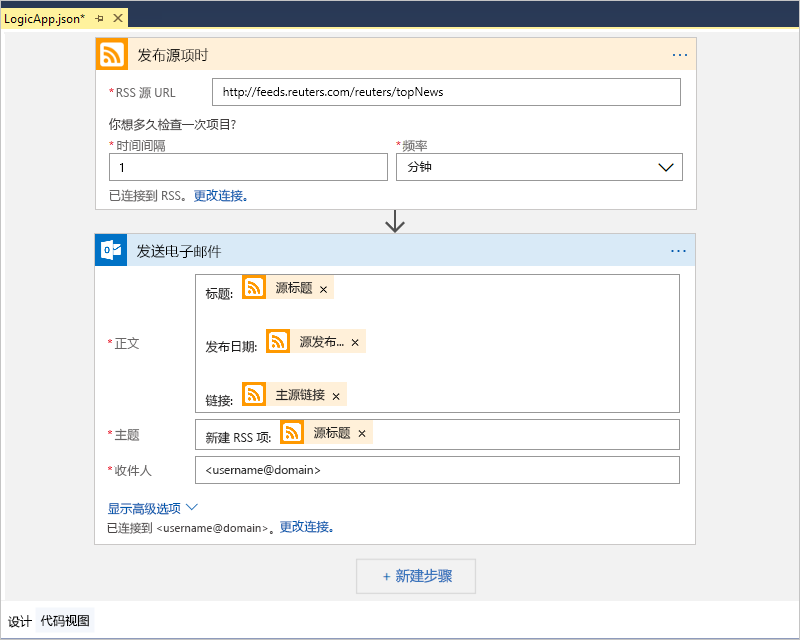 LogicApp.json*
发布源项时
*RSS 源 URL
http://feeds.reuters.com/reuters/topNews
你想多久检查一次项目?
*时间间隔 *频率
1 分钟
已连接到 RSS。更改连接。
发送电子邮件
*正文
标题: 源标题 ×
发布日期: 源发布... ×
链接: 主源链接 ×
*主题 新建 RSS 项: 源标题 ×
*收件人 <username@domain>
显示高级选项
已连接到 <username@domain>。更改连接。
+ 新建步骤
设计 代码视图